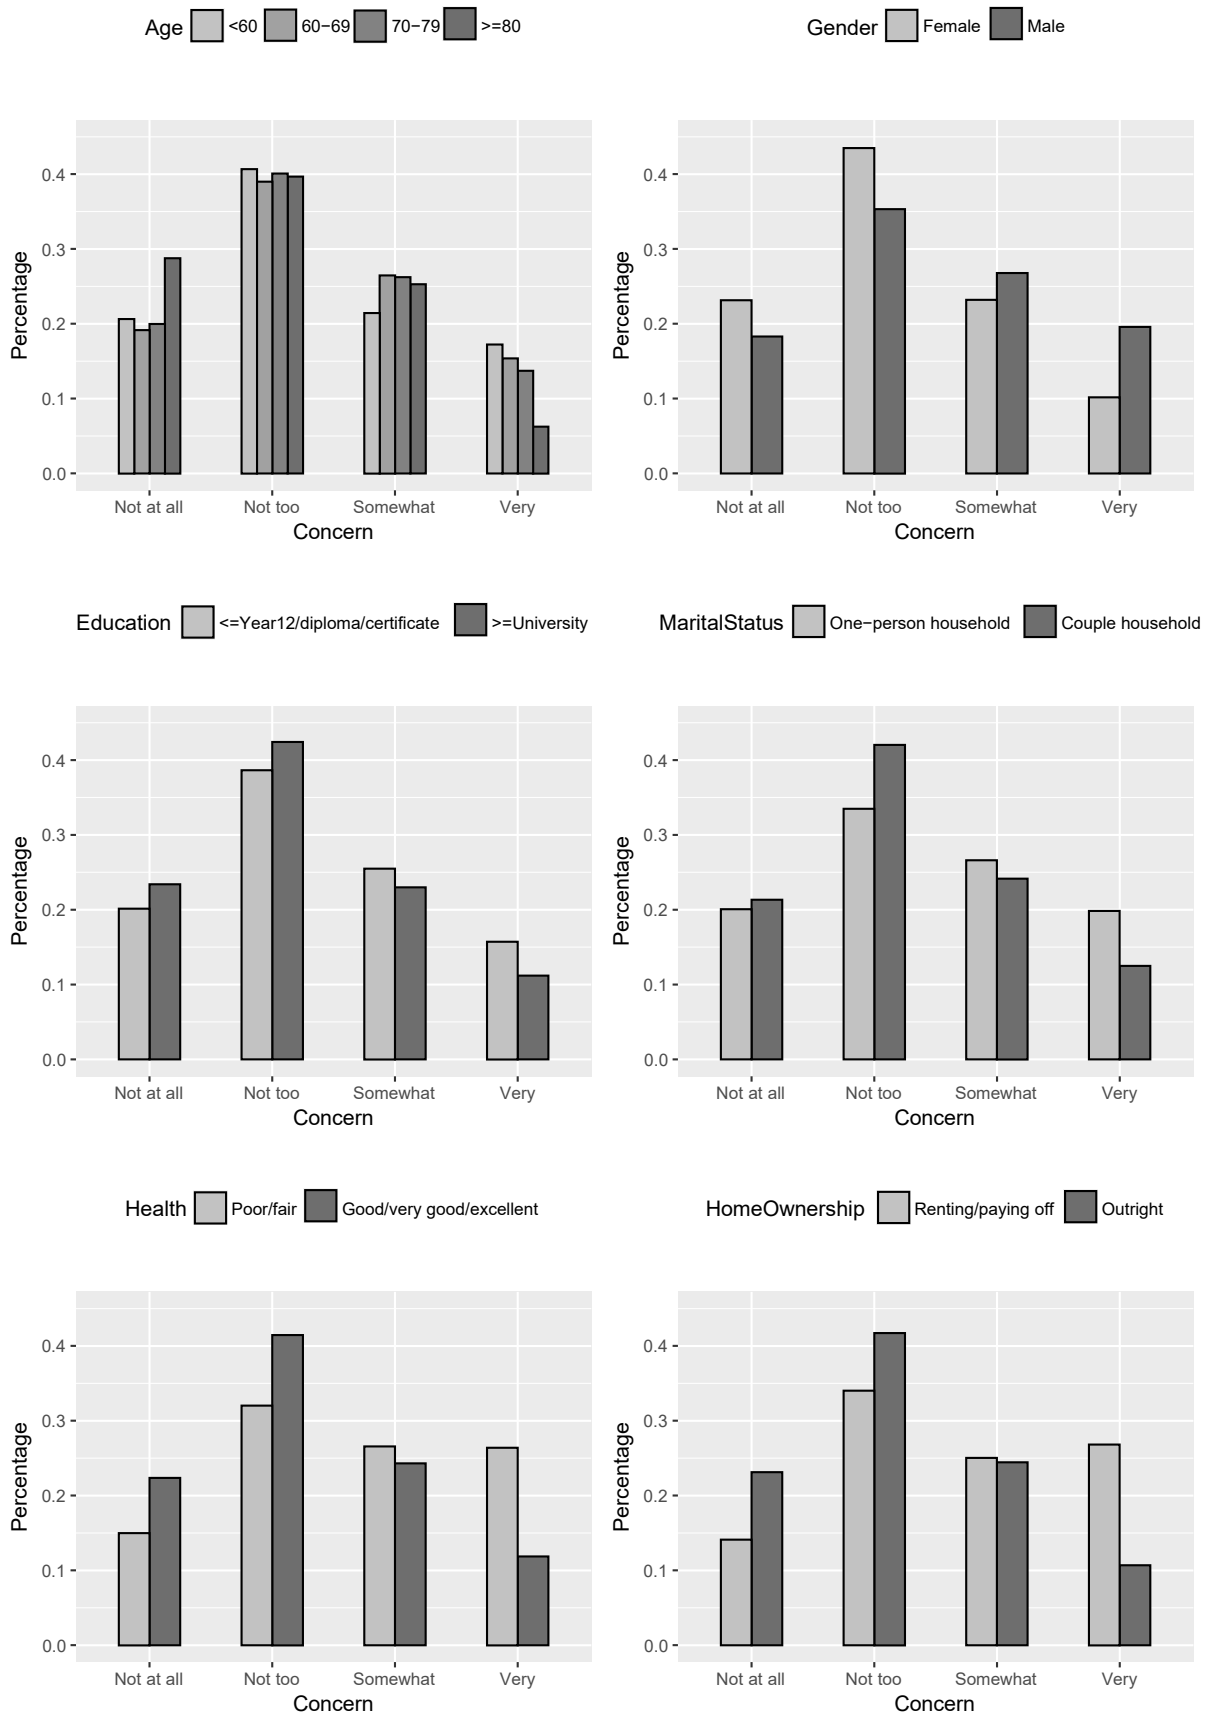 Age <60 60−69 70−79 >=80
Percentage
0.4
0.3
0.2
0.1
0.0
Not at all Not too Somewhat Very
Concern
Gender Female Male
Percentage
0.4
0.3
0.2
0.1
0.0
Not at all Not too Somewhat Very
Concern
Education <=Year12/diploma/certificate >=University
Percentage
0.4
0.3
0.2
0.1
0.0
Not at all Not too Somewhat Very
Concern
MaritalStatus One−person household Couple household
Percentage
0.4
0.3
0.2
0.1
0.0
Not at all Not too Somewhat Very
Concern
Health Poor/fair Good/very good/excellent
Percentage
0.4
0.3
0.2
0.1
0.0
Not at all Not too Somewhat Very
Concern
HomeOwnership Renting/paying off Outright
Percentage
0.4
0.3
0.2
0.1
0.0
Not at all Not too Somewhat Very
Concern